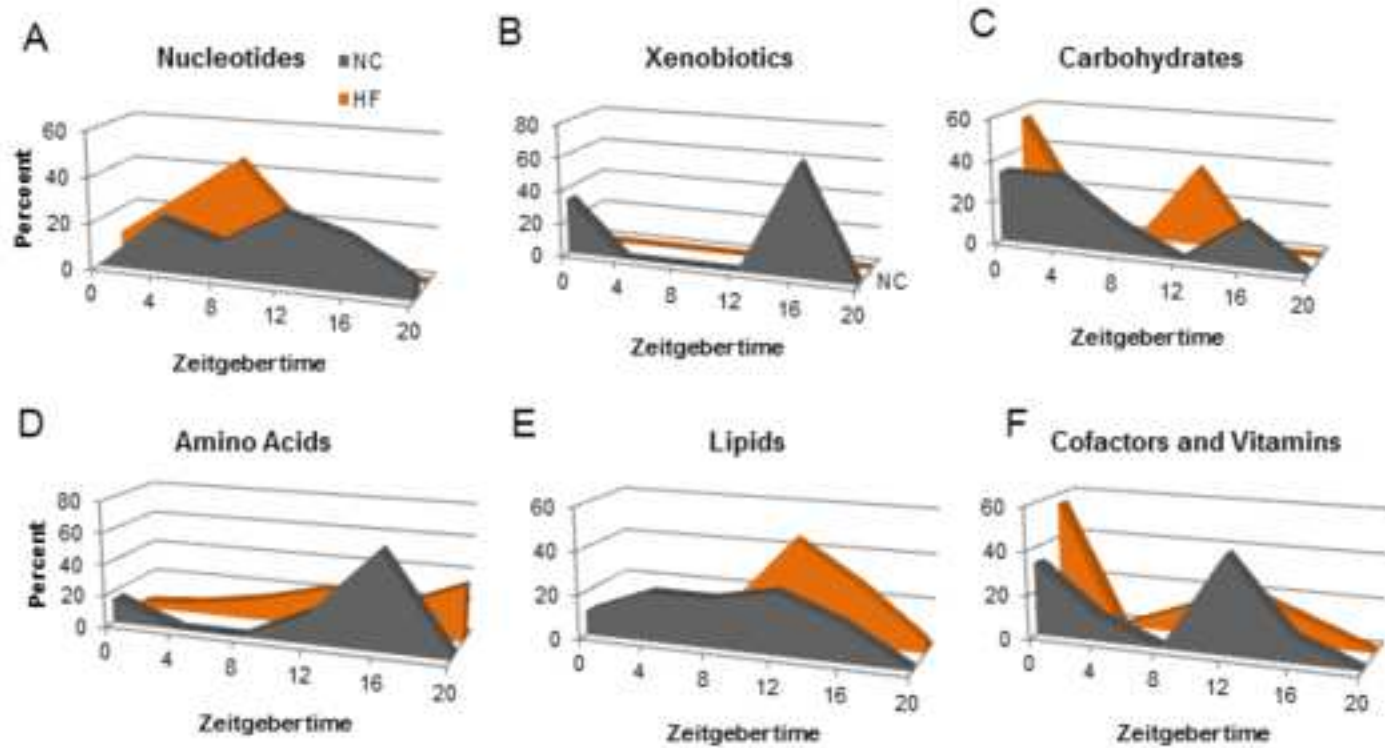 A
Nucleotides
NC
HF
Percent
60
40
20
0
0 4 8 12 16 20
Zeitgebertime
B
Xenobiotics
80
60
40
20
0
0 4 8 12 16 20
NC
Zeitgebertime
C
Carbohydrates
60
40
20
0
0 4 8 12 16 20
Zeitgebertime
D
Amino Acids
Percent
80
60
40
20
0
0 4 8 12 16 20
Zeitgebertime
E
Lipids
60
40
20
0
0 4 8 12 16 20
Zeitgebertime
F
Cofactors and Vitamins
60
40
20
0
0 4 8 12 16 20
Zeitgebertime